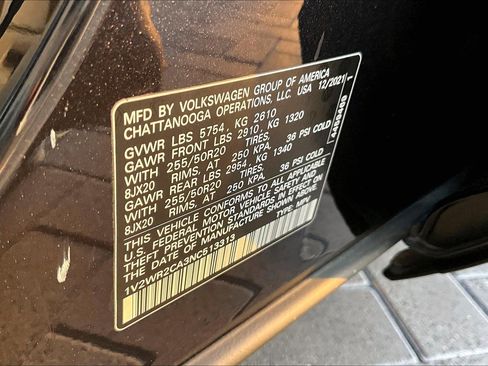 MFD BY VOLKSWAGEN GROUP OF AMERICA
CHATTANOOGA OPERATIONS, LLC. USA 12/2021
GVWR LBS 5754, KG 2610
GAWR FRONT LBS 2910, KG 1320
WITH 255/50R20 36 PSI COLD
8JX20 RIMS, AT 250 KPA,
GAWR REAR LBS 2954, KG 1340
WITH 255/50R20 36 PSI COLD
8JX20 RIMS, AT 250 KPA,
THIS VEHICLE CONFORMS TO ALL APPLICABLE
U.S. FEDERAL MOTOR VEHICLE SAFETY AND
THEFT PREVENTION STANDARDS IN EFFECT ON
THE DATE OF MANUFACTURE SHOWN ABOVE.
1V2WR2CA3NC513313 TYPE: MPV